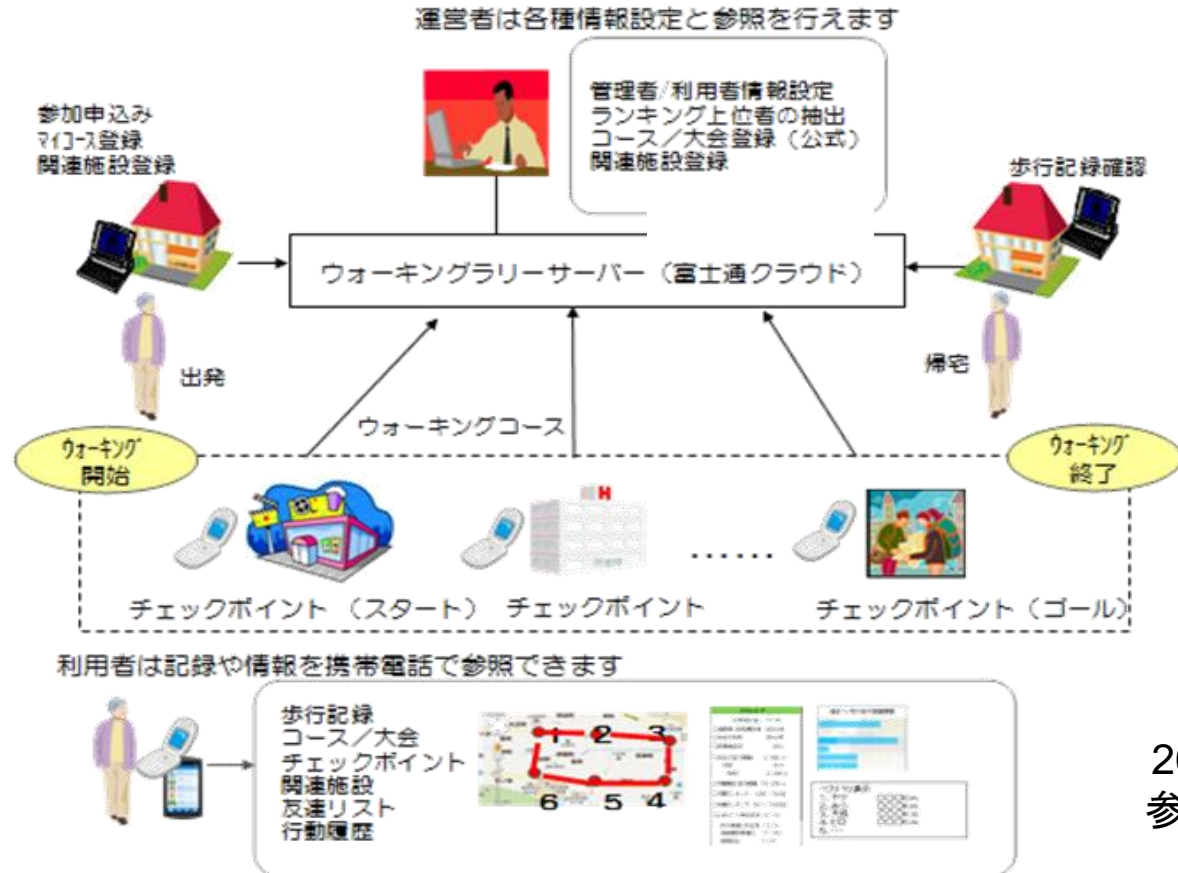 運営者は各種情報設定と参照を行えます
管理者/利用者情報設定
ランキング上位者の抽出
コース／大会登録（公式）
関連施設登録
参加申込み
ﾏｲｺｰｽ登録
関連施設登録
歩行記録確認
ウォーキングラリーサーバー（富士通クラウド）
出発
帰宅
ウォーキングコース
ｳｫｰｷﾝｸﾞ
開始
ｳｫｰｷﾝｸﾞ
終了
H
……
チェックポイント（スタート）
チェックポイント
チェックポイント（ゴール）
利用者は記録や情報を携帯電話で参照できます
歩行記録
コース／大会
チェックポイント
関連施設
友達リスト
行動履歴
1 2 3
6 5 4
参